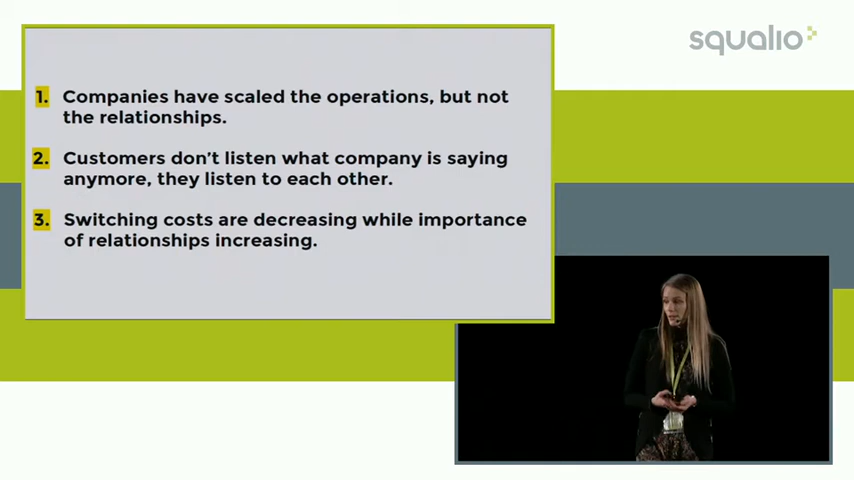 squalio
1. Companies have scaled the operations, but not
the relationships.
2. Customers don't listen what company is saying
anymore, they listen to each other.
3. Switching costs are decreasing while importance
of relationships increasing.